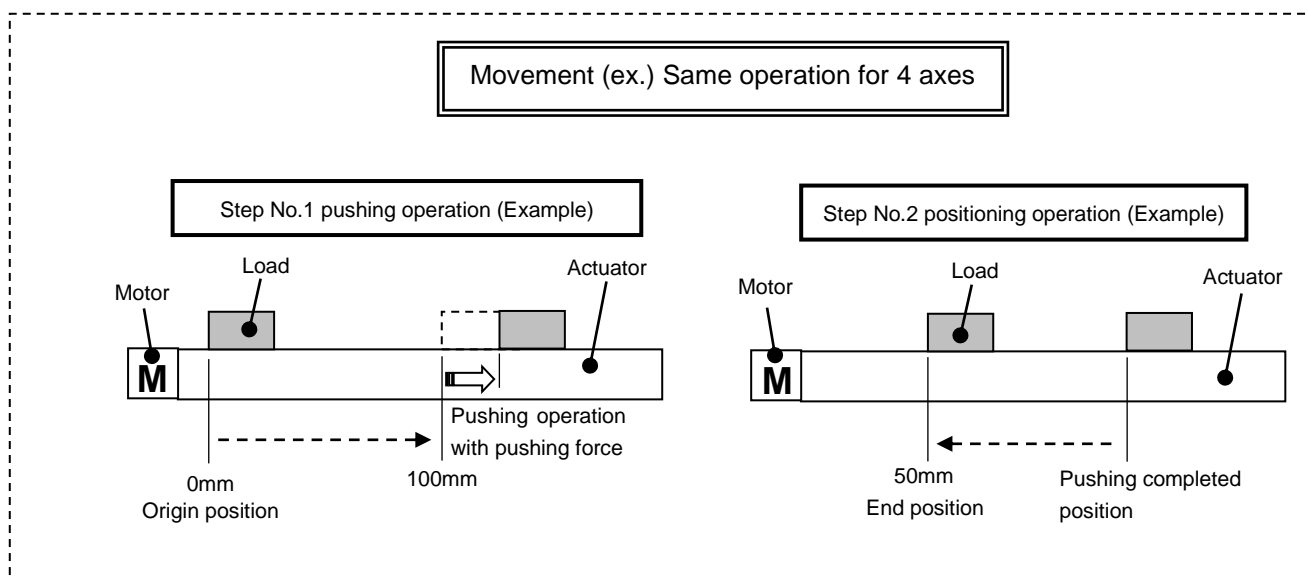 Movement (ex.) Same operation for 4 axes
Step No.1 pushing operation (Example)
Load
Actuator
Motor
M
Pushing operation
with pushing force
0mm
Origin position
100mm
Step No.2 positioning operation (Example)
Load
Actuator
Motor
M
50mm
End position
Pushing completed
position